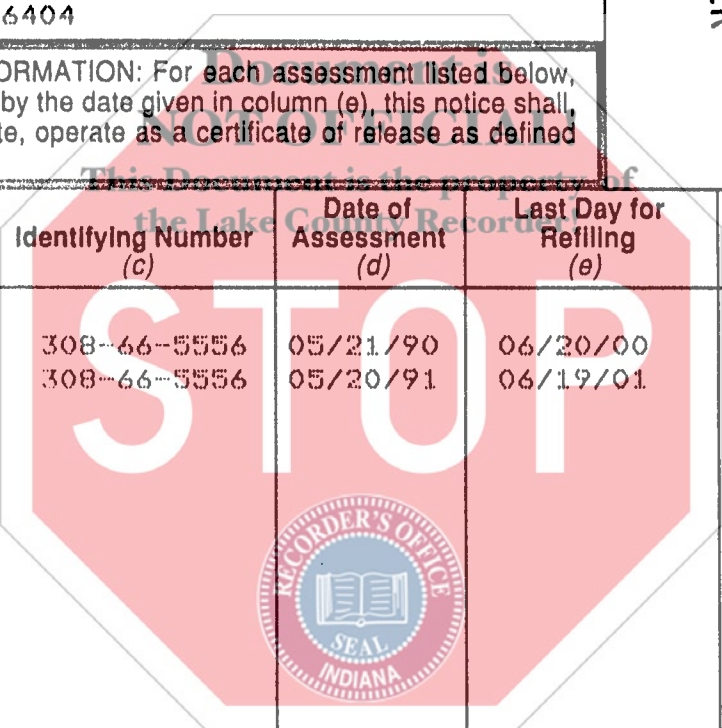 6404
ORMATION: For each assessment listed below,
by the date given in column (e), this notice shall,
te, operate as a certificate of release as defined
Document is
NOT OFFICIAL!
This Document is the property of
the Lake County Recorder!
Identifying Number
(c)
Date of
Assessment
(d)
Last Day for
Refiling
(e)
308-66-5556 05/21/90 06/20/00
308-66-5556 05/20/91 06/19/01
STOP
RECORDER'S OFFICE
SEAL
INDIANA